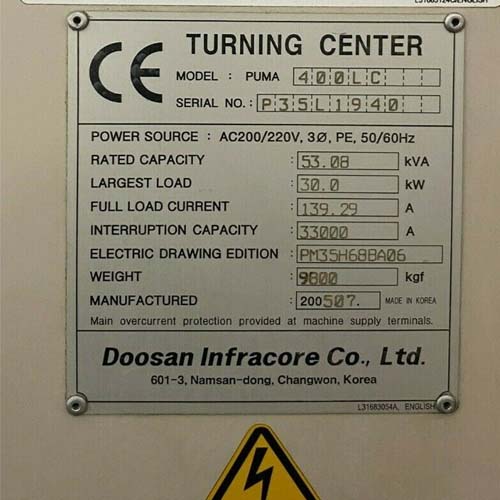 L31683124C/ENGLISH
CE
TURNING CENTER
MODEL : PUMA 400LC
SERIAL NO. : P35L1940
POWER SOURCE : AC200/220V, 3Ø, PE, 50/60Hz
RATED CAPACITY : 53.08 kVA
LARGEST LOAD : 30.0 kW
FULL LOAD CURRENT : 139.29 A
INTERRUPTION CAPACITY : 33000 A
ELECTRIC DRAWING EDITION : PM35H68BA06
WEIGHT : 9800 kgf
MANUFACTURED : 200507. MADE IN KOREA
Main overcurrent protection provided at machine supply terminals.
Doosan Infracore Co., Ltd.
601-3, Namsan-dong, Changwon, Korea
L31683054A, ENGLISH